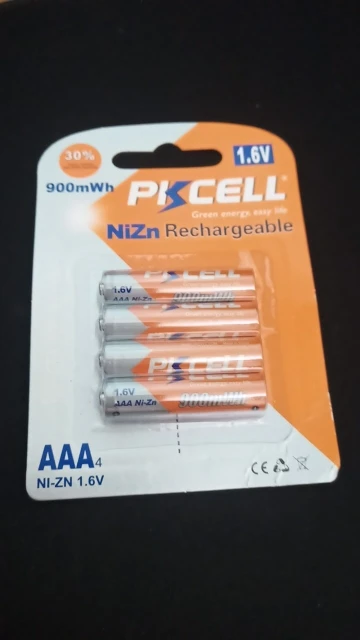 30%
900mWh
1.6V
PKCELL
Green energy, easy life
NiZn Rechargeable
1.6V
AAA Ni-Zn
900mWh
PKCELL
1.6V
AAA Ni-Zn
900mWh
AAA4
NI-ZN 1.6V
CE